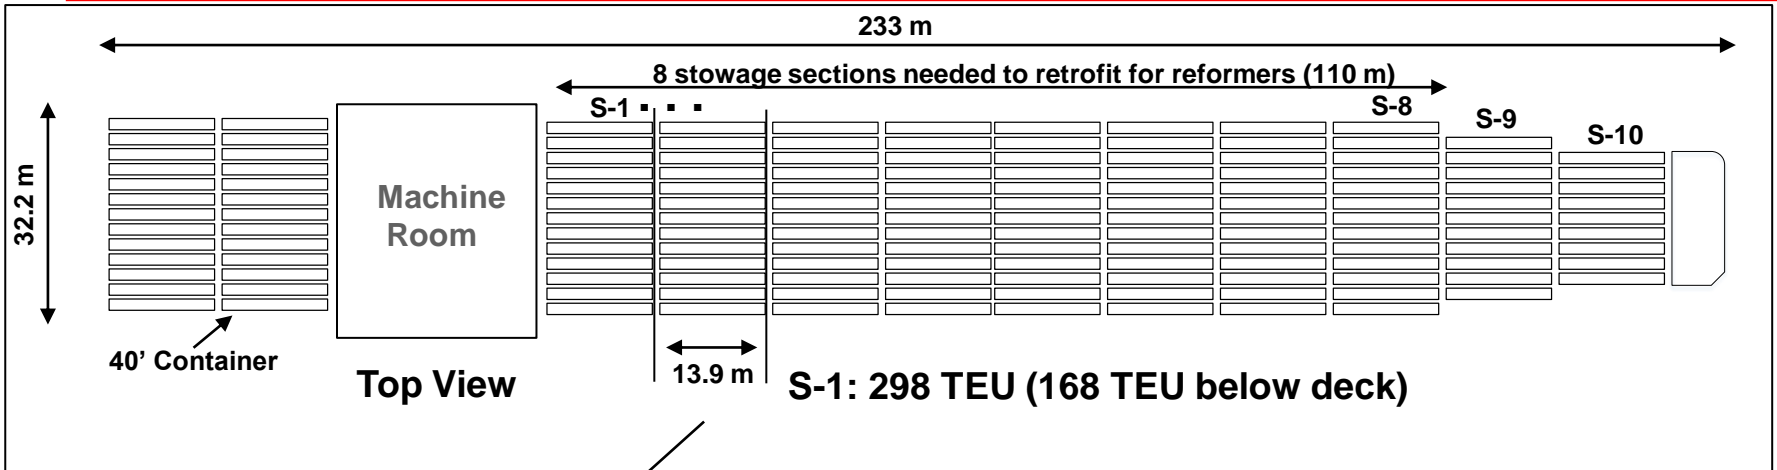 233 m
8 stowage sections needed to retrofit for reformers (110 m)
S-1 ▪ ▪ ▪
S-8
S-9
S-10
32.2 m
Machine
Room
40’ Container
Top View
13.9 m
S-1: 298 TEU (168 TEU below deck)